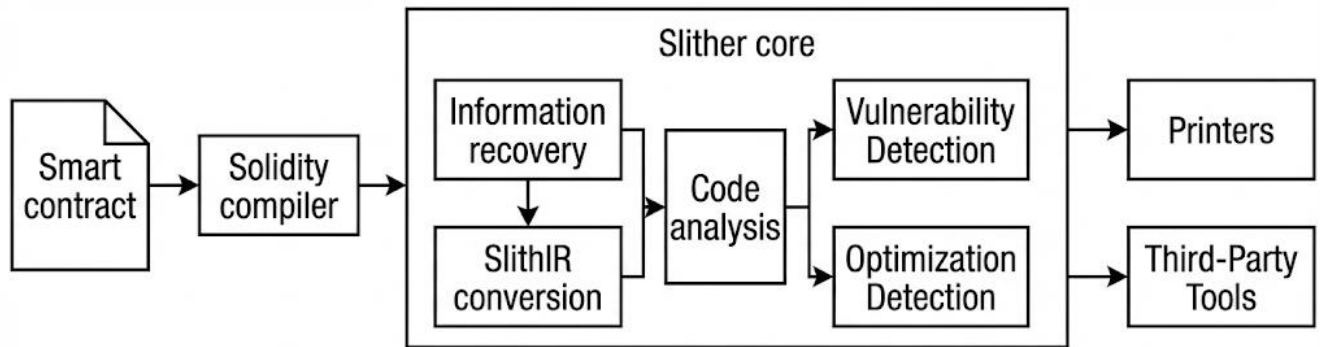 Slither core
Smart
contract
Solidity
compiler
Information
recovery
SlithIR
conversion
Code
analysis
Vulnerability
Detection
Optimization
Detection
Printers
Third-Party
Tools